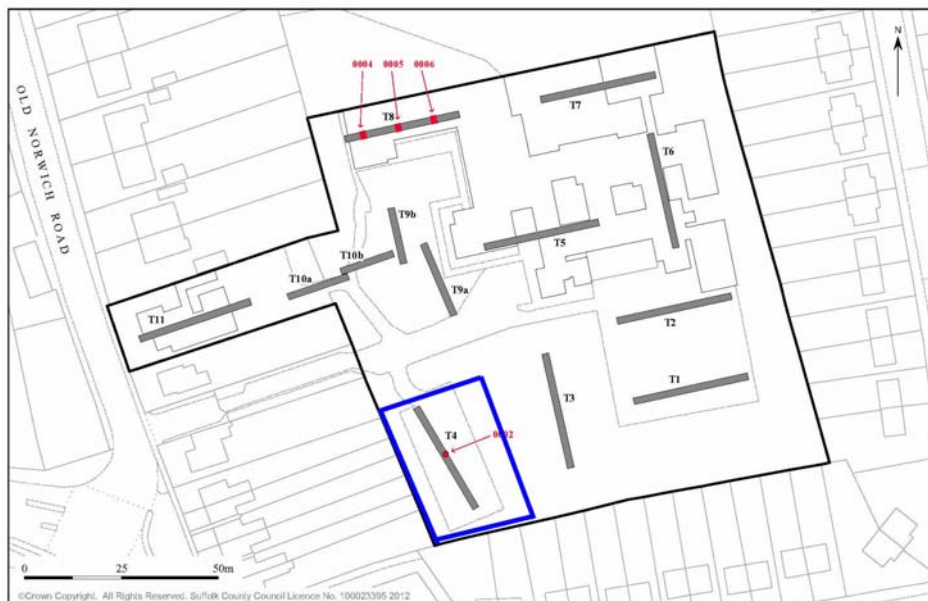 N
0004 0005 0006
OLD NORWICH ROAD
T7
T8
T6
T9b
T5
T10b
T10a
T9a
T11
T2
T1
T3
T4
0002
0 25 50m
©Crown Copyright. All Rights Reserved. Suffolk County Council Licence No. 100023395 2012